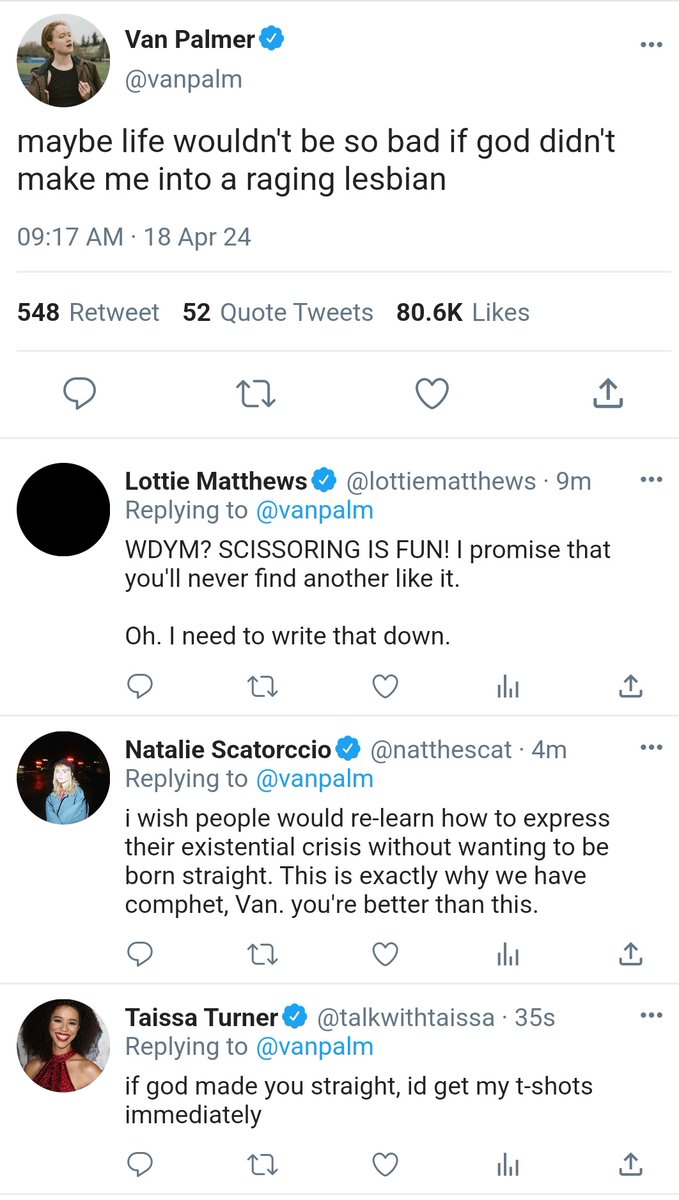 Van Palmer
@vanpalm
maybe life wouldn't be so bad if god didn't
make me into a raging lesbian
09:17 AM · 18 Apr 24
548 Retweet 52 Quote Tweets 80.6K Likes
Lottie Matthews @lottiematthews · 9m
Replying to @vanpalm
WDYM? SCISSORING IS FUN! I promise that
you'll never find another like it.
Oh. I need to write that down.
Natalie Scatorccio @natthescat · 4m
Replying to @vanpalm
i wish people would re-learn how to express
their existential crisis without wanting to be
born straight. This is exactly why we have
comphet, Van. you're better than this.
Taissa Turner @talkwithtaissa · 35s
Replying to @vanpalm
if god made you straight, id get my t-shots
immediately